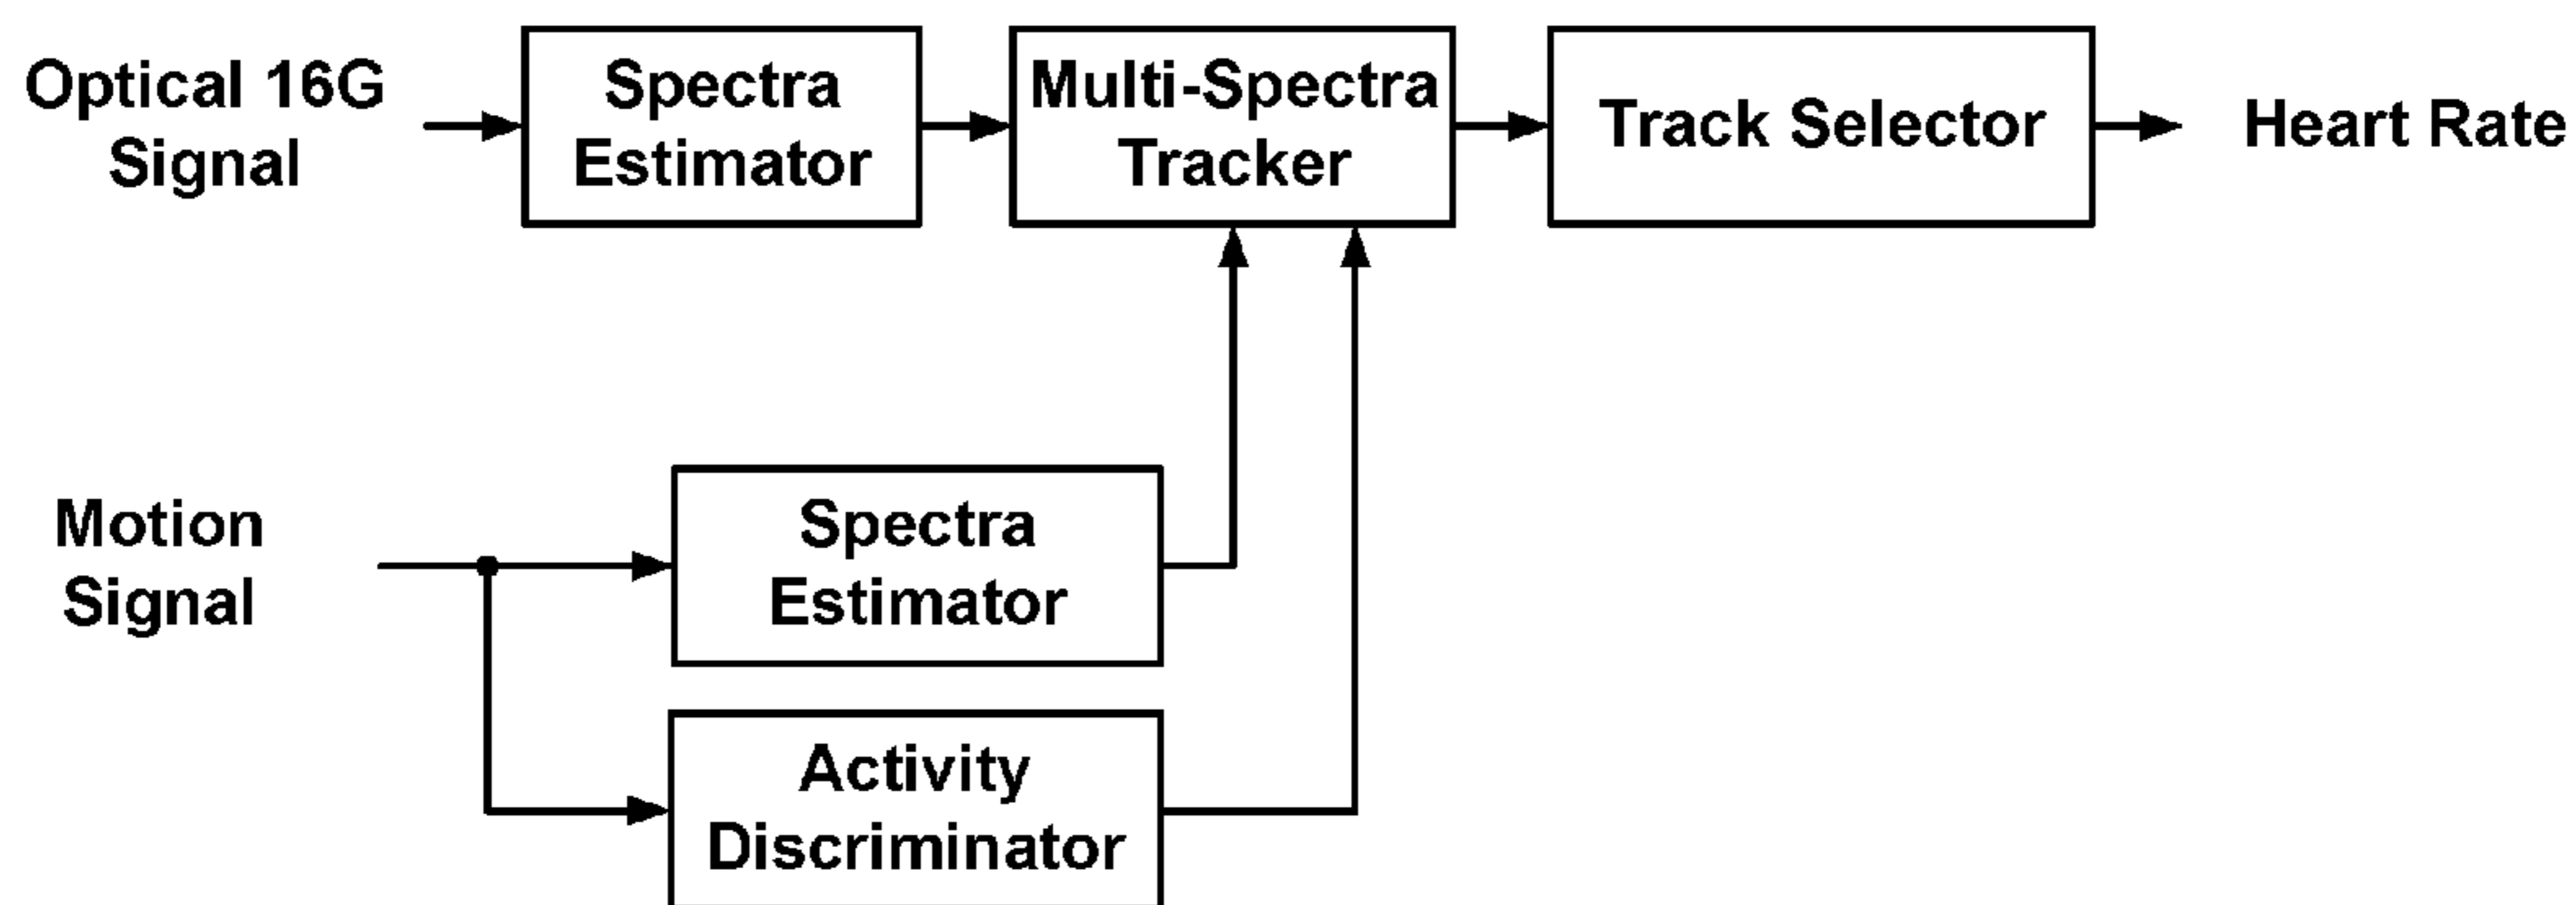 Optical 16G
Signal
Spectra
Estimator
Multi-Spectra
Tracker
Track Selector
Heart Rate
Motion
Signal
Spectra
Estimator
Activity
Discriminator